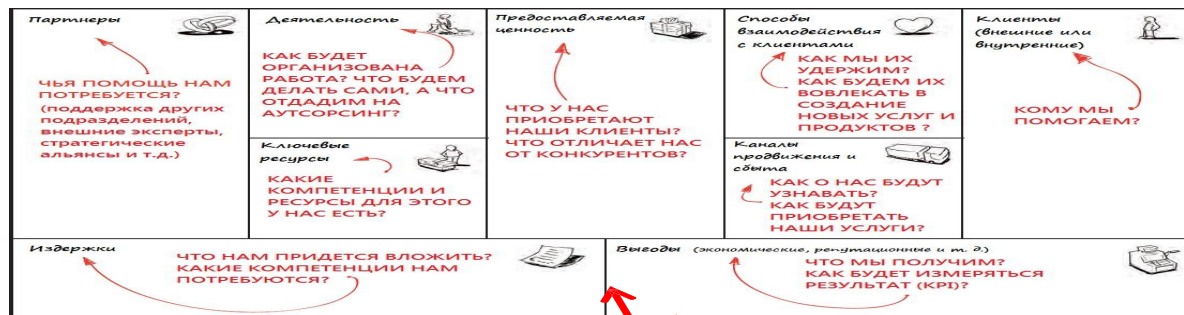 Партнеры
ЧЬЯ ПОМОЩЬ НАМ
ПОТРЕБУЕТСЯ?
(поддержка других
подразделений,
внешние эксперты,
стратегические
альянсы и т.д.)
Деятельность
КАК БУДЕТ
ОРГАНИЗОВАНА
РАБОТА? ЧТО БУДЕМ
ДЕЛАТЬ САМИ, А ЧТО
ОТДАДИМ НА
АУТСОРСИНГ?
Ключевые
ресурсы
КАКИЕ
КОМПЕТЕНЦИИ И
РЕСУРСЫ ДЛЯ ЭТОГО
У НАС ЕСТЬ?
Предоставляемая
ценность
ЧТО У НАС
ПРИОБРЕТАЮТ
НАШИ КЛИЕНТЫ?
ЧТО ОТЛИЧАЕТ НАС
ОТ КОНКУРЕНТОВ?
Способы
взаимодействия
с клиентами
КАК МЫ ИХ
УДЕРЖИМ?
КАК БУДЕМ ИХ
ВОВЛЕКАТЬ В
СОЗДАНИЕ
НОВЫХ УСЛУГ И
ПРОДУКТОВ ?
Каналы
продвижения и
сбыта
КАК О НАС БУДУТ
УЗНАВАТЬ?
КАК БУДУТ
ПРИОБРЕТАТЬ
НАШИ УСЛУГИ?
Клиенты
(внешние или
внутренние)
КОМУ МЫ
ПОМОГАЕМ?
Издержки
ЧТО НАМ ПРИДЕТСЯ ВЛОЖИТЬ?
КАКИЕ КОМПЕТЕНЦИИ НАМ
ПОТРЕБУЮТСЯ?
Выгоды (экономические, репутационные и т. д.)
ЧТО МЫ ПОЛУЧИМ?
КАК БУДЕТ ИЗМЕРЯТЬСЯ
РЕЗУЛЬТАТ (KPI)?